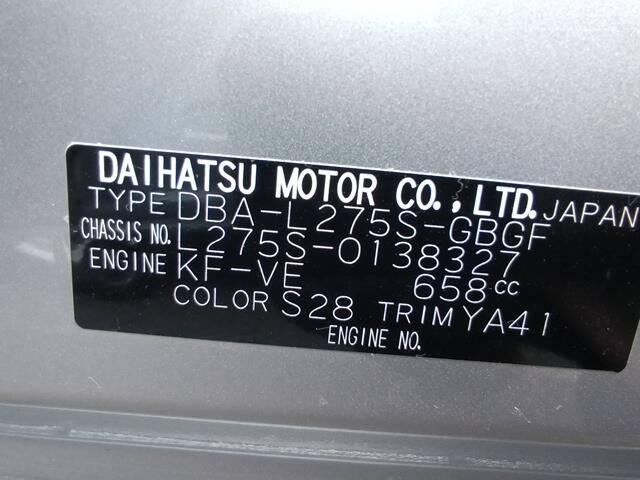 DAIHATSU MOTOR CO., LTD. JAPAN
TYPE DBA-L275S-GBGF
CHASSIS NO. L275S-0138327
ENGINE KF-VE 658cc
COLOR S28 TRIM YA41
ENGINE NO.